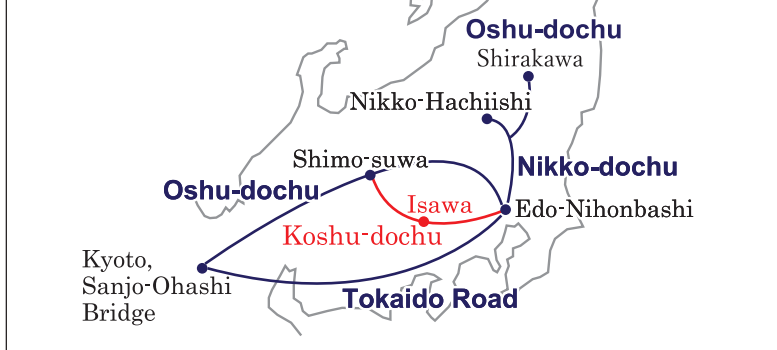 Oshu-dochu
Shirakawa
Nikko-Hachiishi
Shimo-suwa
Nikko-dochu
Oshu-dochu
Isawa
Edo-Nihonbashi
Koshu-dochu
Kyoto,
Sanjo-Ohashi
Bridge
Tokaido Road